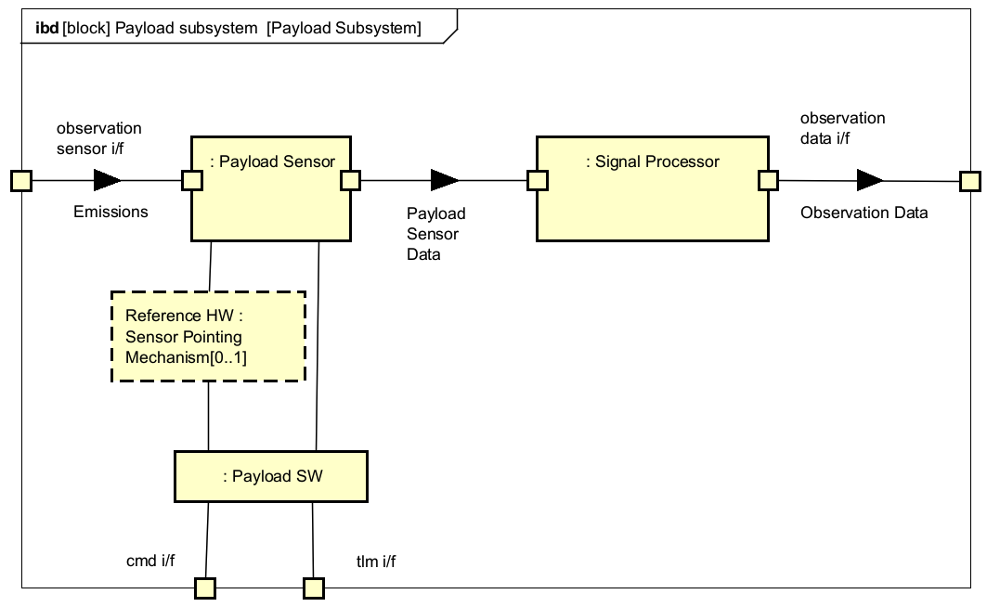 ibd [block] Payload subsystem [Payload Subsystem]
observation
sensor i/f
Emissions
: Payload Sensor
Payload
Sensor
Data
: Signal Processor
observation
data i/f
Observation Data
Reference HW :
Sensor Pointing
Mechanism[0..1]
: Payload SW
cmd i/f
tlm i/f